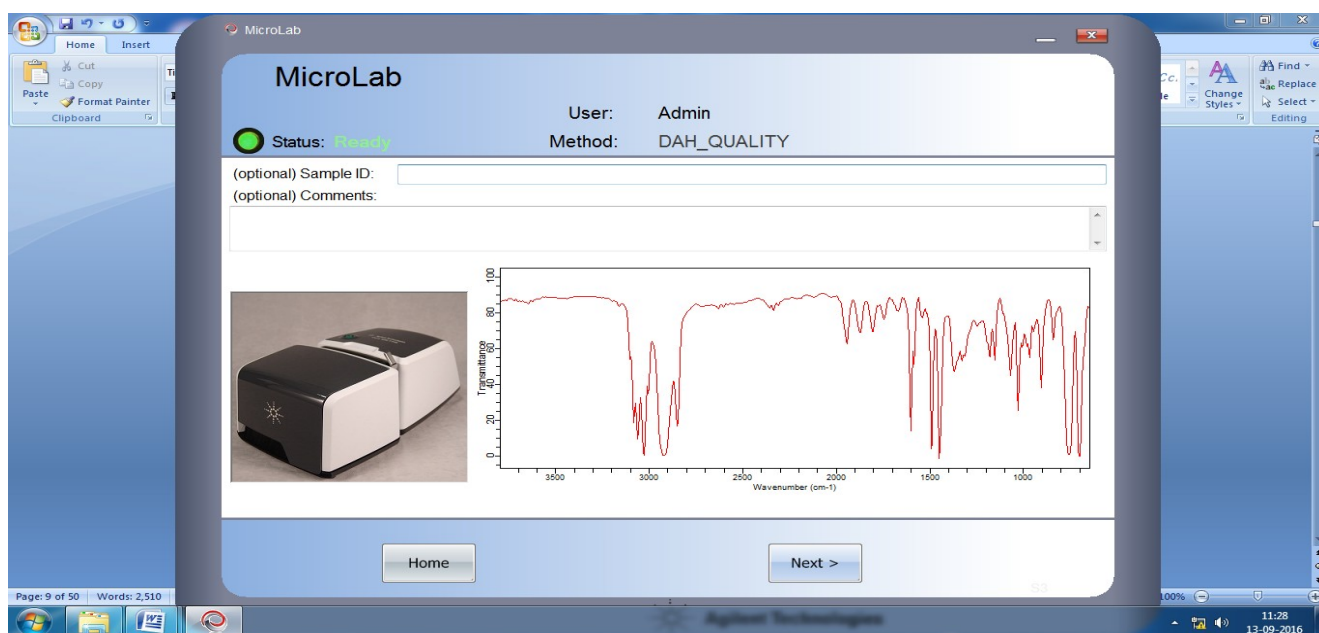 MicroLab
Home Insert
Cut
Copy
Format Painter
Paste
Clipboard
Find
Replace
Select
Change Styles
Editing
MicroLab
User: Admin
Status: Ready
Method: DAH_QUALITY
(optional) Sample ID:
(optional) Comments:
Transmittance
100
80
60
40
20
0
3500 3000 2500 2000 1500 1000
Wavenumber (cm-1)
Home
Next >
Page: 9 of 50 Words: 2,510
100%
Agilent Technologies
11:28
13-09-2016